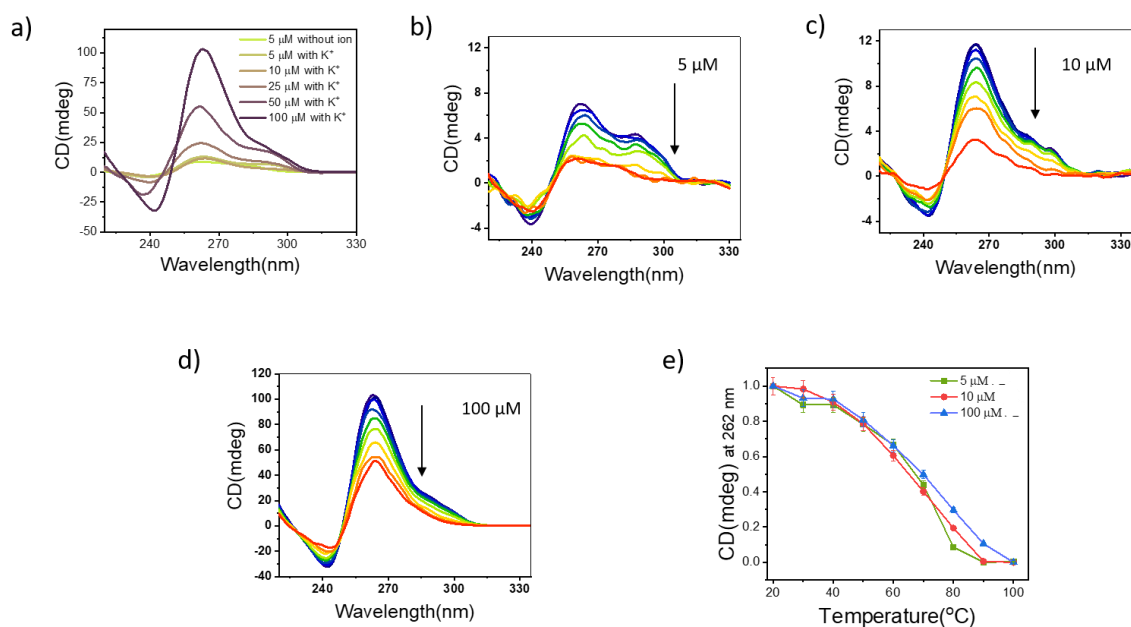 a)
5 μM without ion
5 μM with K⁺
10 μM with K⁺
25 μM with K⁺
50 μM with K⁺
100 μM with K⁺
CD(mdeg)
100
75
50
25
0
-25
-50
240
270
300
330
Wavelength(nm)
b)
5 μM
CD(mdeg)
12
8
4
0
-4
240
270
300
330
Wavelength(nm)
c)
10 μM
CD(mdeg)
12
8
4
0
-4
240
270
300
330
Wavelength(nm)
d)
100 μM
CD(mdeg)
120
100
80
60
40
20
0
-20
-40
240
270
300
330
Wavelength(nm)
e)
5 μM . _
10 μM
100 μM . _
CD(mdeg) at 262 nm
1.0
0.8
0.6
0.4
0.2
0.0
20
40
60
80
100
Temperature(°C)